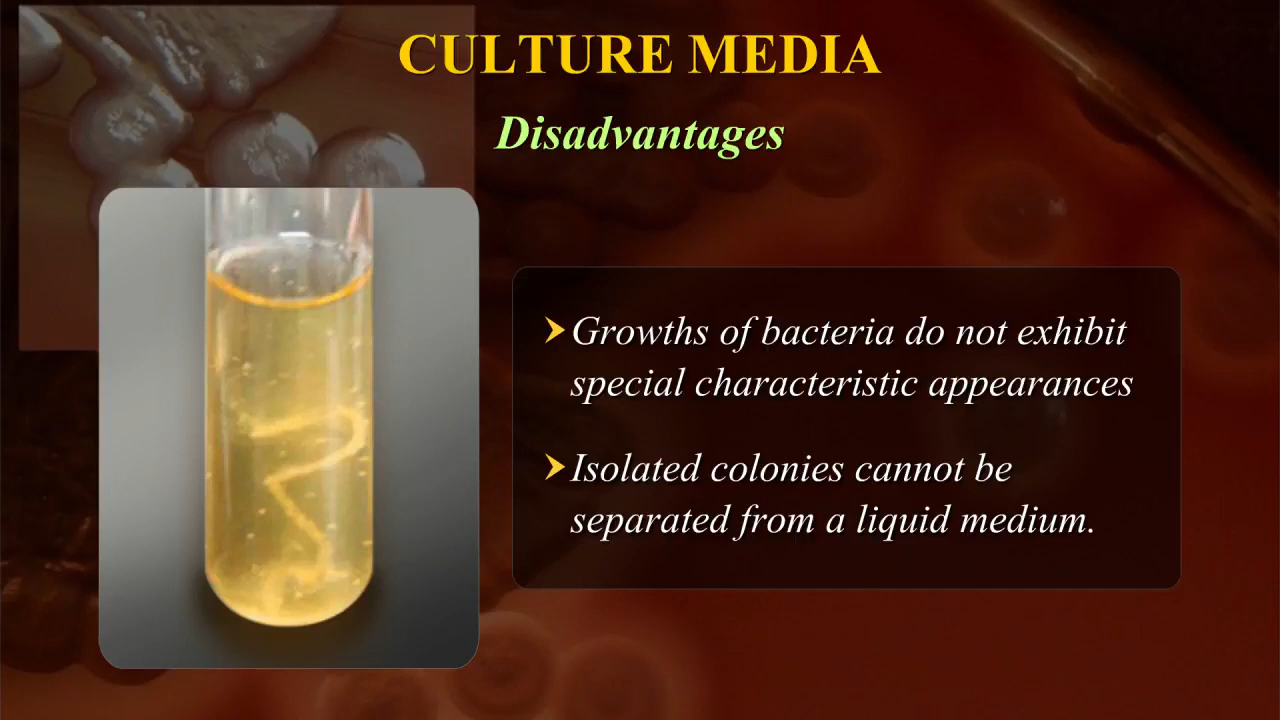 CULTURE MEDIA
Disadvantages
Growths of bacteria do not exhibit
special characteristic appearances
Isolated colonies cannot be
separated from a liquid medium.